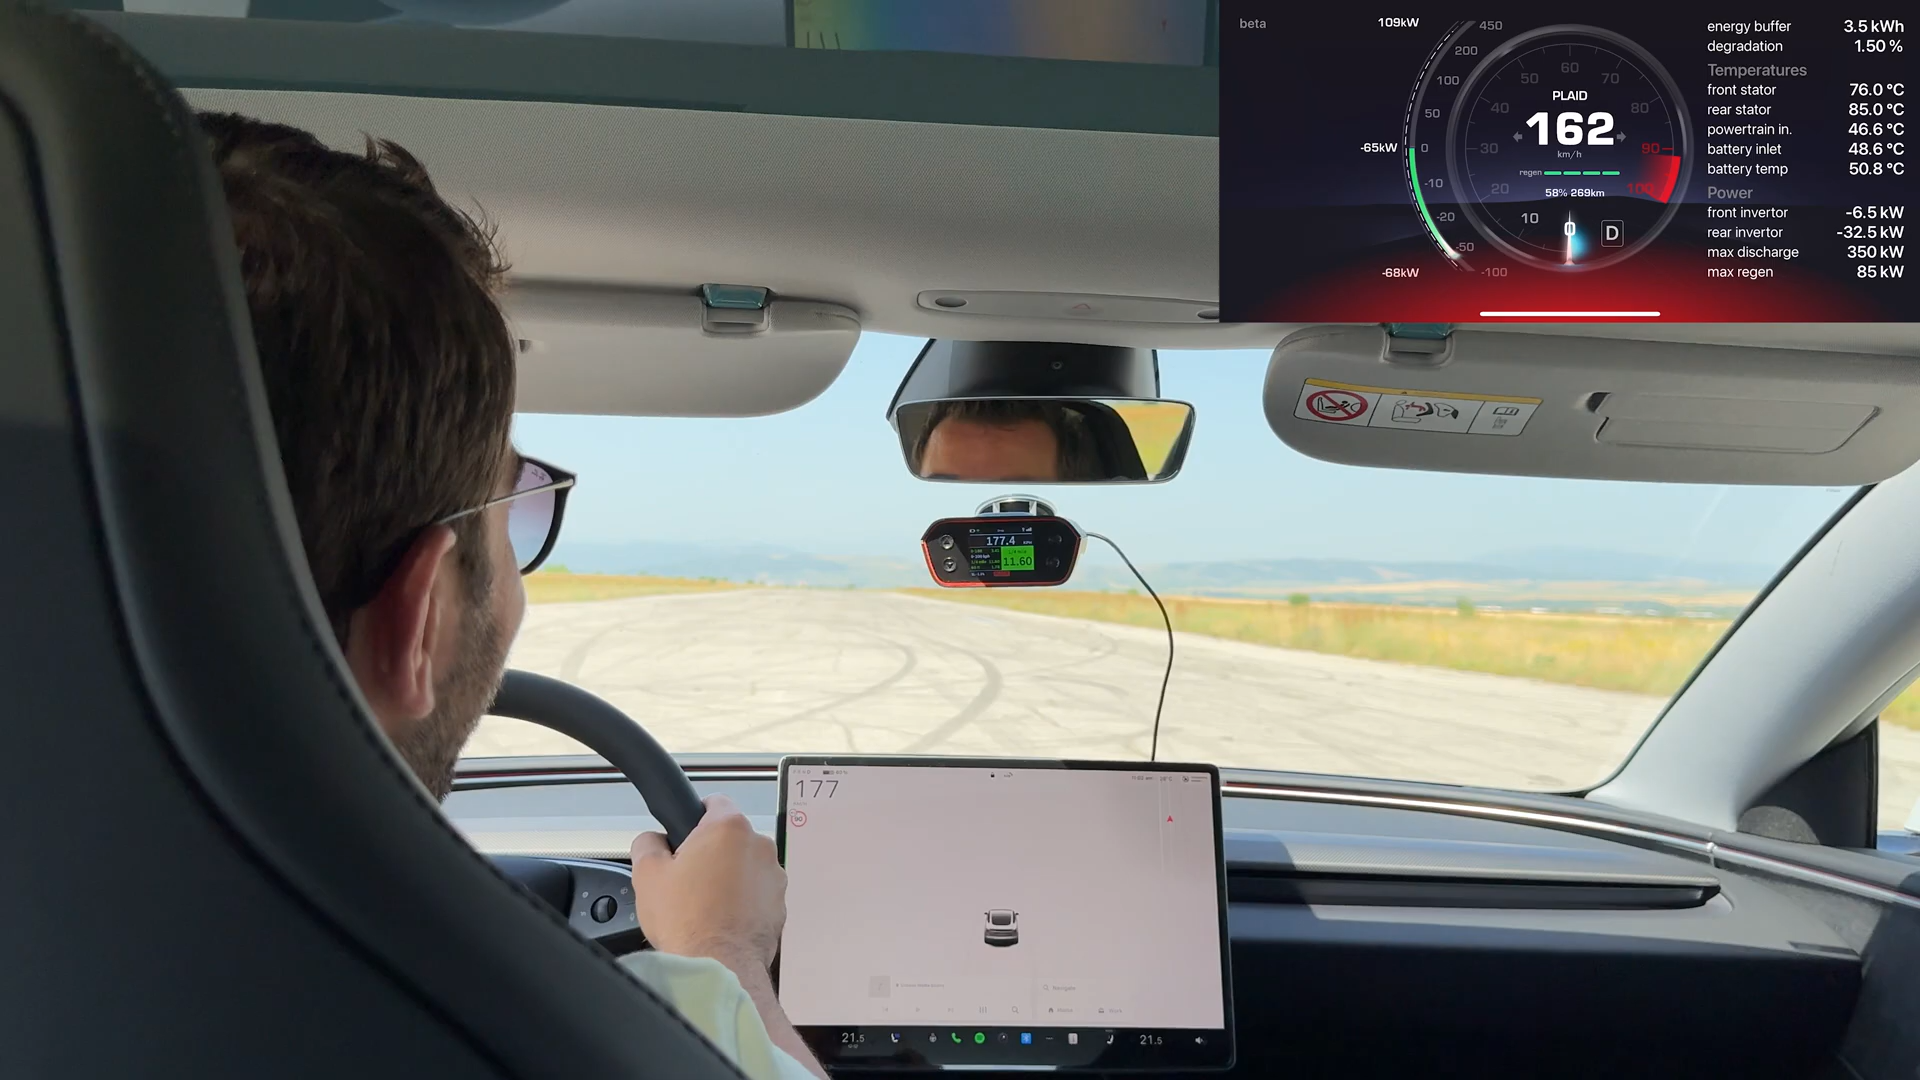 beta
109kW
450
200
100
50
-65kW
0
-10
-20
-50
-68kW
-100
60
50
70
PLAID
40
80
162
km/h
30
90
regen
20
100
58% 269km
10
0
D
energy buffer 3.5 kWh
degradation 1.50 %
Temperatures
front stator 76.0 °C
rear stator 85.0 °C
powertrain in. 46.6 °C
battery inlet 48.6 °C
battery temp 50.8 °C
Power
front invertor -6.5 kW
rear invertor -32.5 kW
max discharge 350 kW
max regen 85 kW
177.4
11.60
177
90
Navigate
21.5
21.5